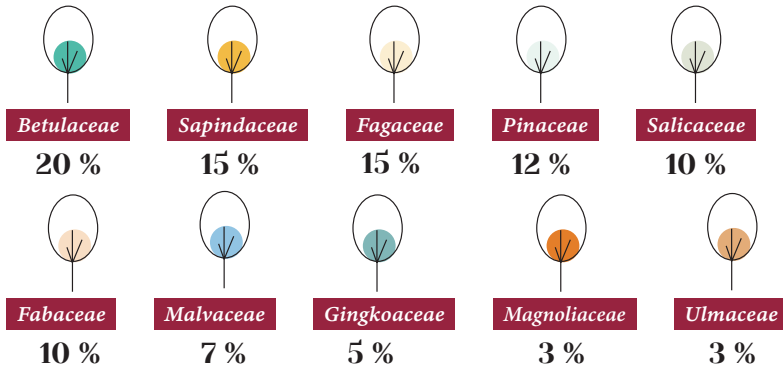 Betulaceae Sapindaceae Fagaceae Pinaceae Salicaceae
20 % 15 % 15 % 12 % 10 %
Fabaceae Malvaceae Gingkoaceae Magnoliaceae Ulmaceae
10 % 7 % 5 % 3 % 3 %